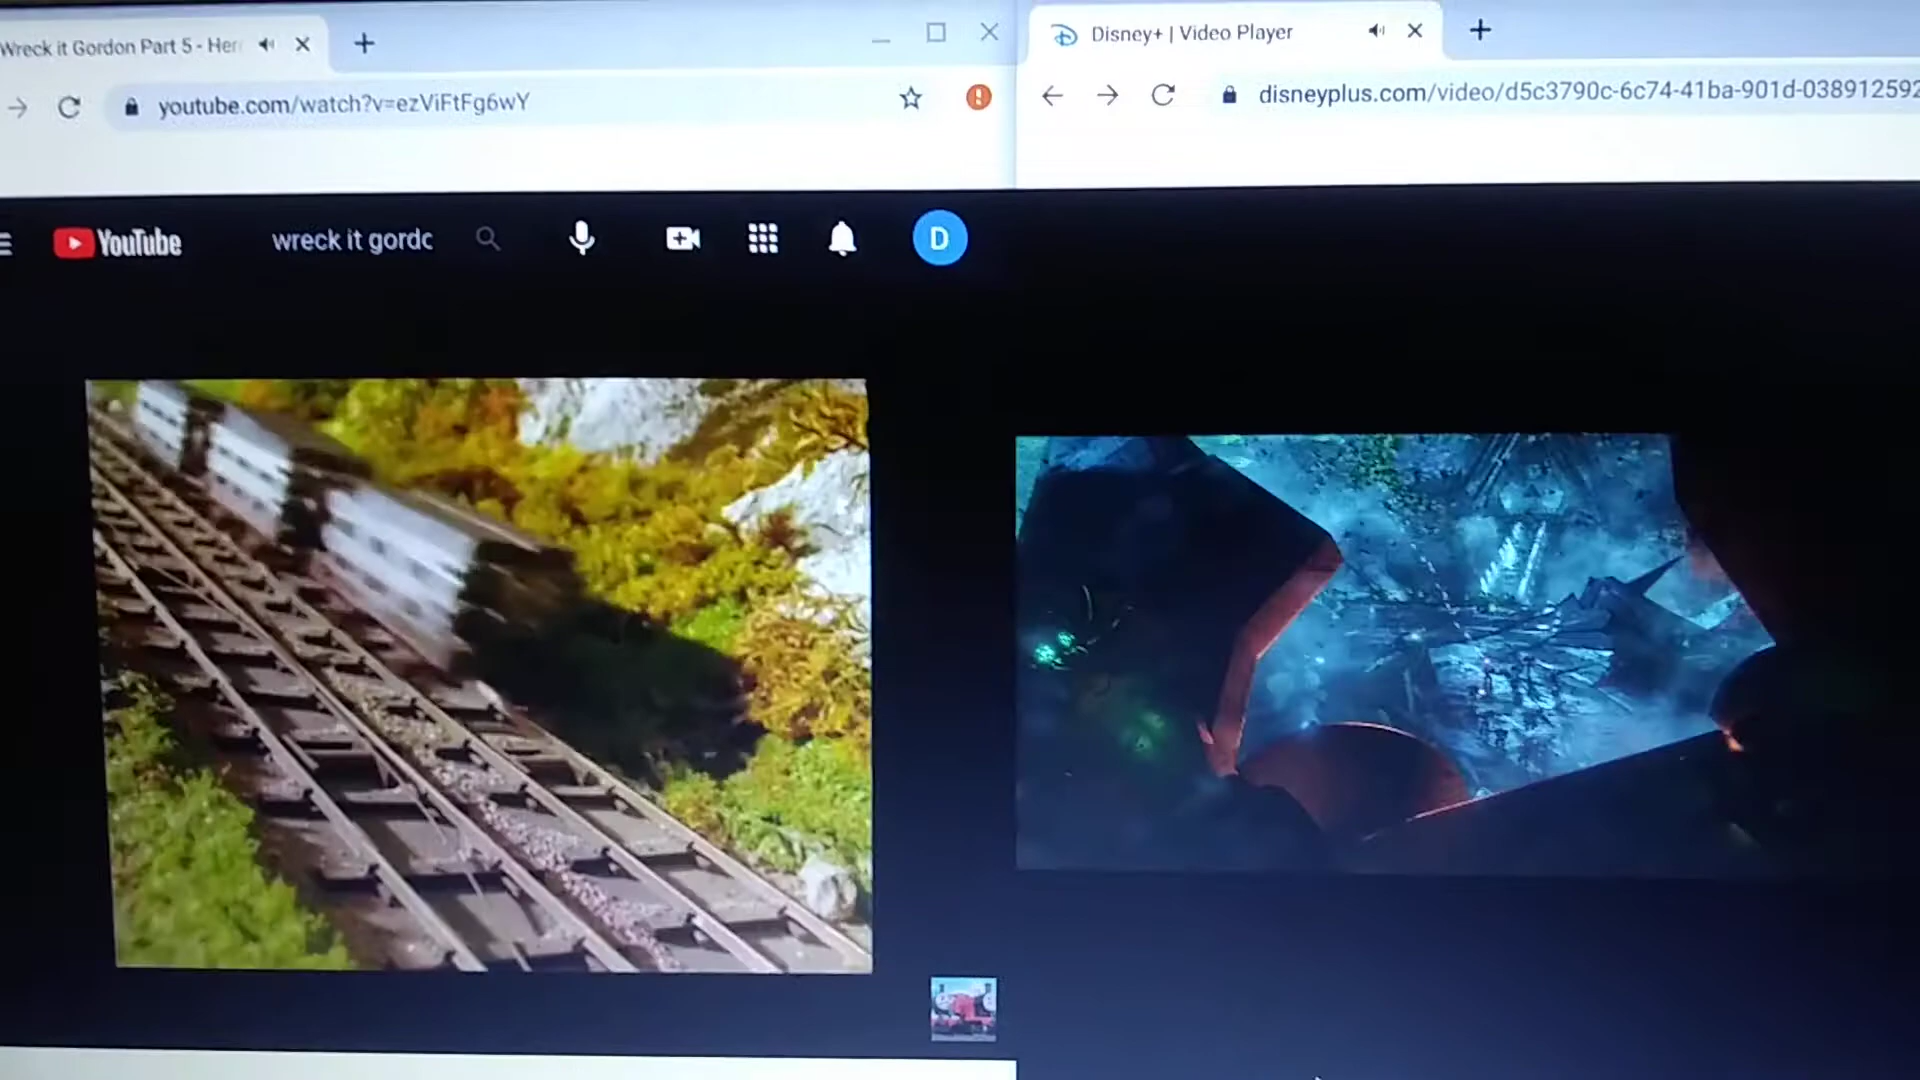 Wreck it Gordon Part 5 - Her
youtube.com/watch?v=ezViFtFg6wY
YouTube
wreck it gordc
D
Disney+ | Video Player
disneyplus.com/video/d5c3790c-6c74-41ba-901d-038912592